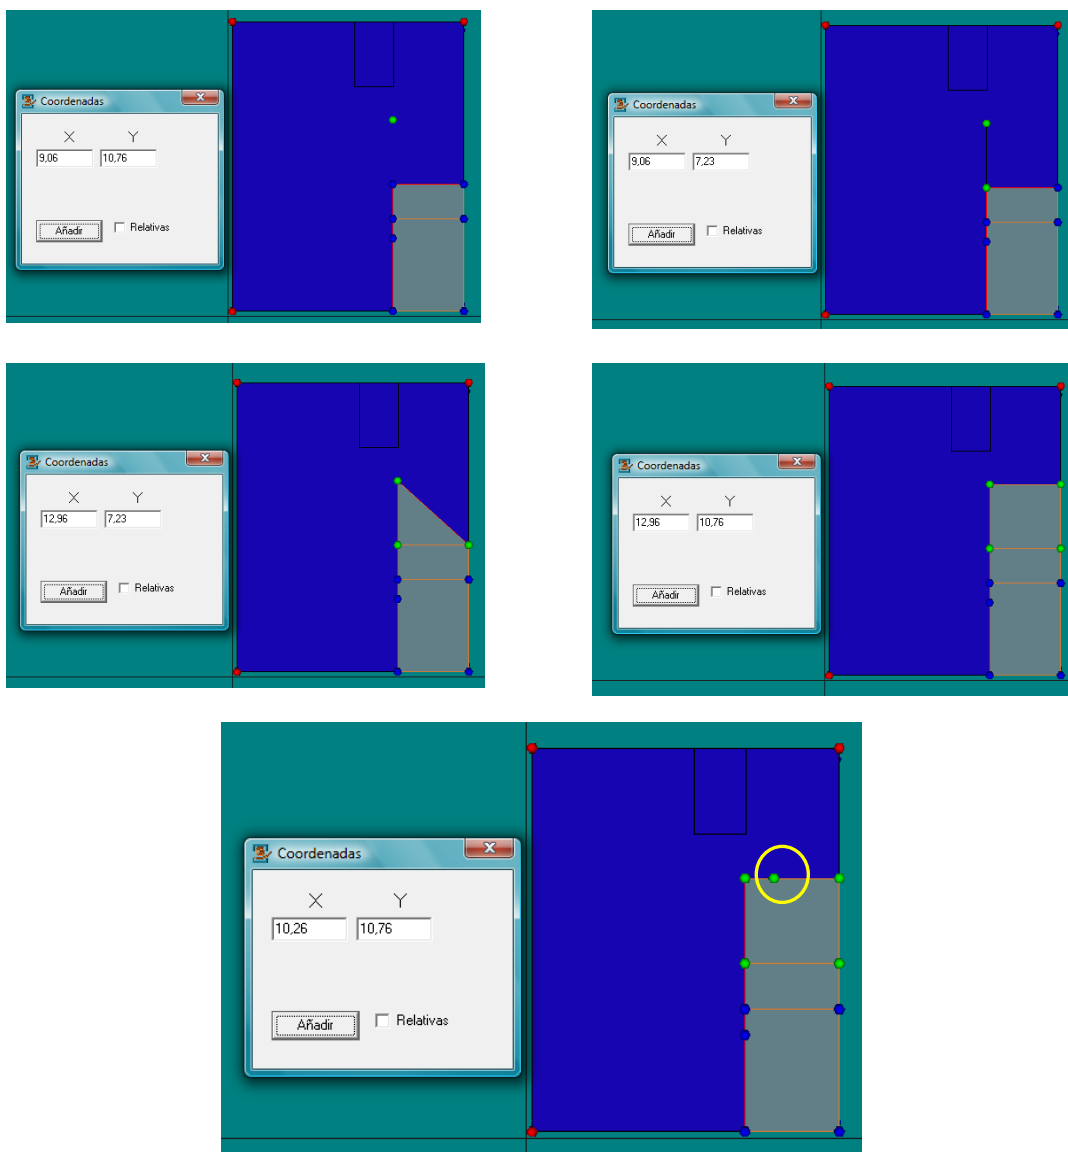 Coordenadas
X Y
9,06 10,76
Añadir Relativas
Coordenadas
X Y
9,06 7,23
Añadir Relativas
Coordenadas
X Y
12,96 7,23
Añadir Relativas
Coordenadas
X Y
12,96 10,76
Añadir Relativas
Coordenadas
X Y
10,26 10,76
Añadir Relativas